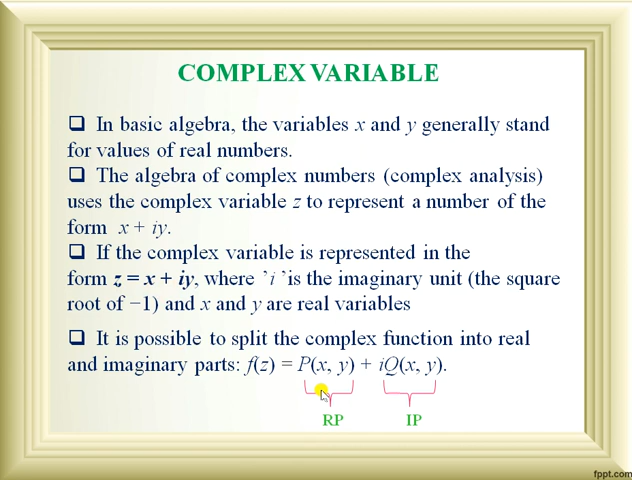 COMPLEX VARIABLE
❑ In basic algebra, the variables x and y generally stand
for values of real numbers.
❑ The algebra of complex numbers (complex analysis)
uses the complex variable z to represent a number of the
form x + iy.
❑ If the complex variable is represented in the
form z = x + iy, where ’i ’is the imaginary unit (the square
root of −1) and x and y are real variables
❑ It is possible to split the complex function into real
and imaginary parts: f(z) = P(x, y) + iQ(x, y).
RP IP
fppt.com